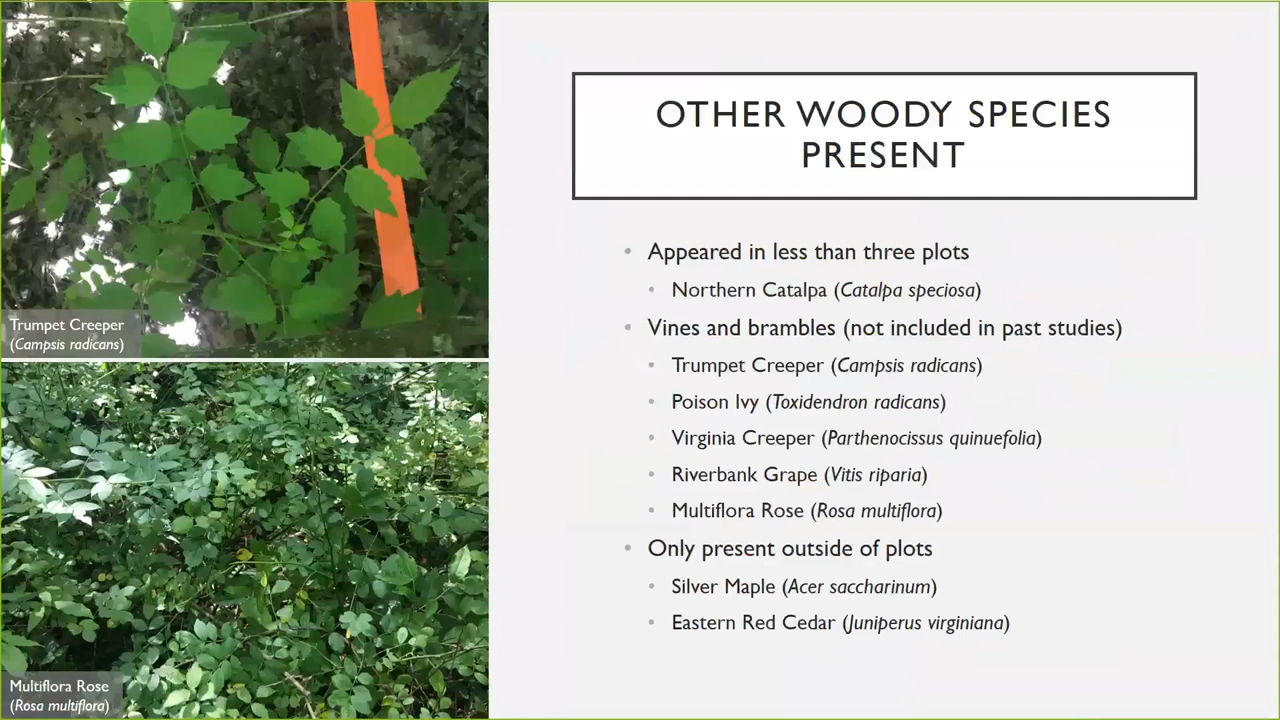 OTHER WOODY SPECIES
PRESENT
• Appeared in less than three plots
• Northern Catalpa (Catalpa speciosa)
• Vines and brambles (not included in past studies)
• Trumpet Creeper (Campsis radicans)
• Poison Ivy (Toxidendron radicans)
• Virginia Creeper (Parthenocissus quinuefolia)
• Riverbank Grape (Vitis riparia)
• Multiflora Rose (Rosa multiflora)
• Only present outside of plots
• Silver Maple (Acer saccharinum)
• Eastern Red Cedar (Juniperus virginiana)
Trumpet Creeper
(Campsis radicans)
Multiflora Rose
(Rosa multiflora)